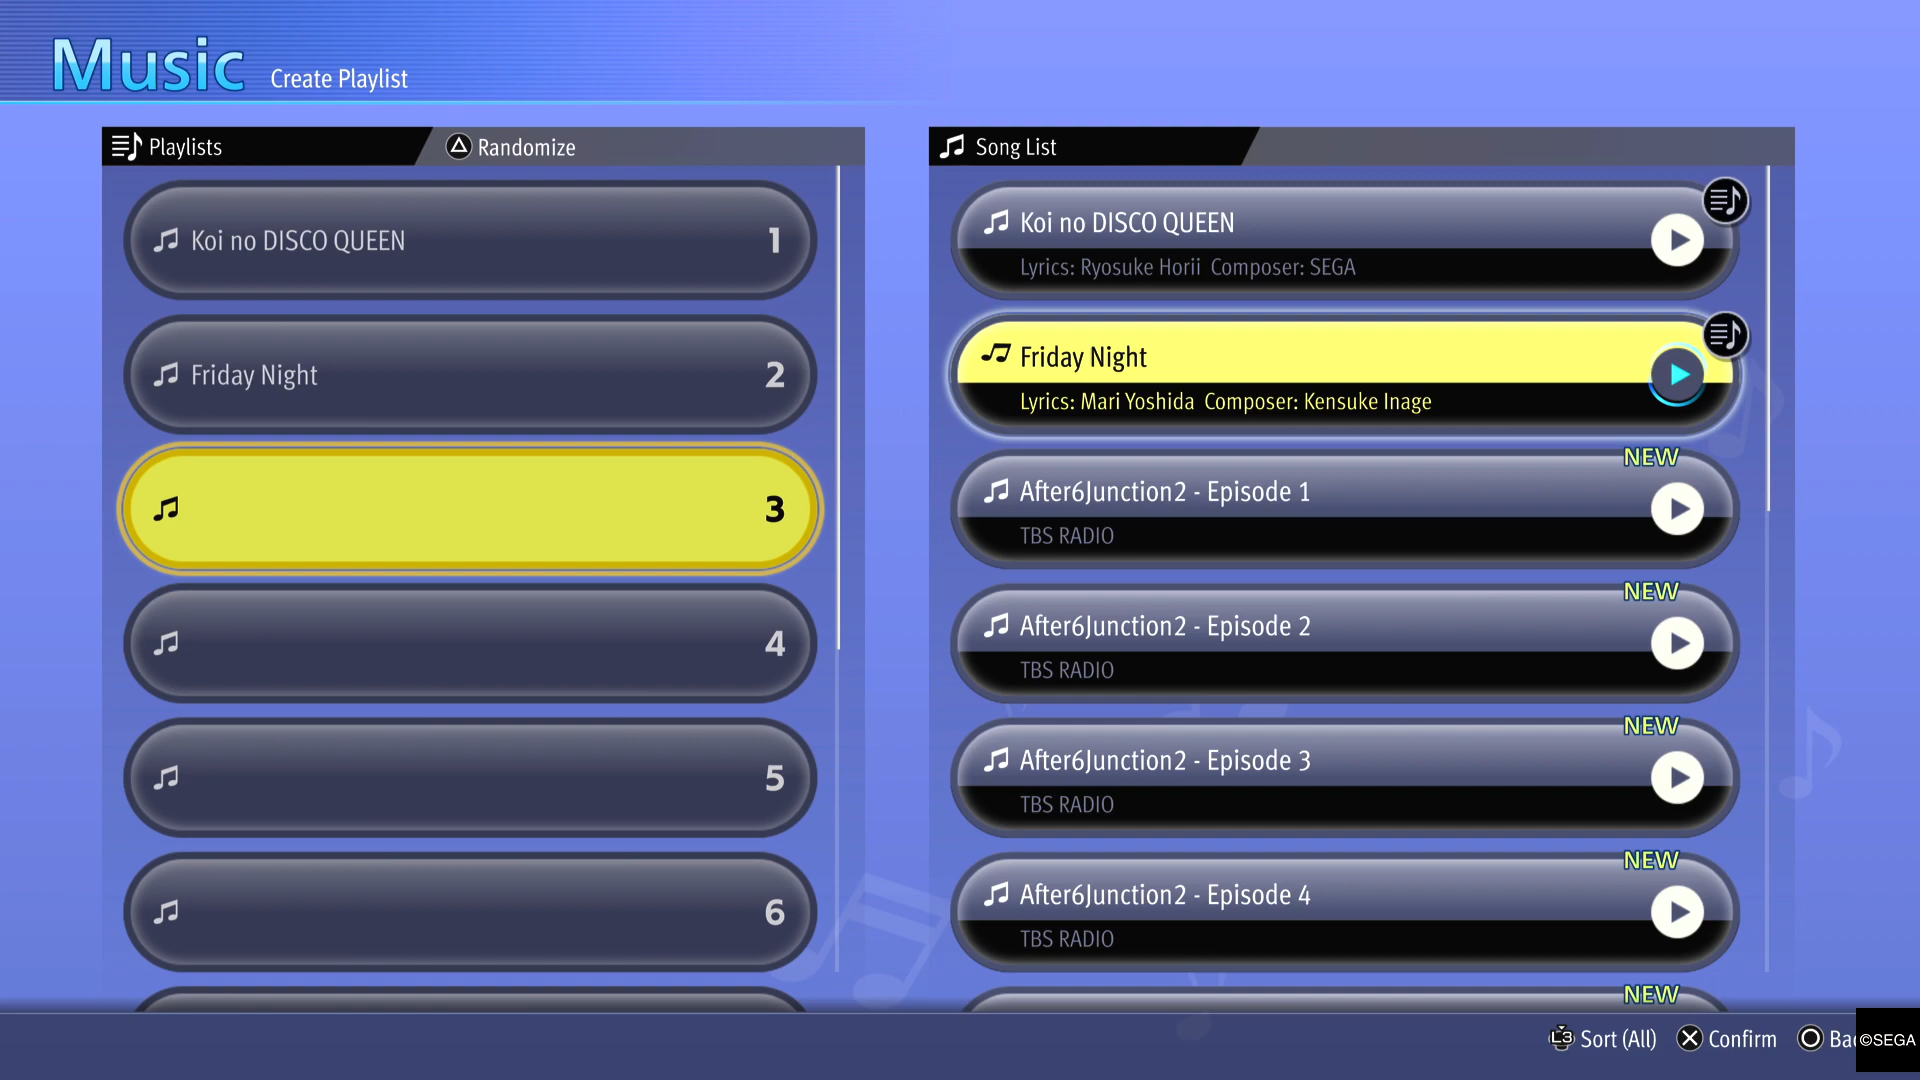 Music Create Playlist
Playlists
Randomize
Koi no DISCO QUEEN 1
Friday Night 2
3
4
5
6
Song List
Koi no DISCO QUEEN
Lyrics: Ryosuke Horii Composer: SEGA
Friday Night
Lyrics: Mari Yoshida Composer: Kensuke Inage
NEW
After6Junction2 - Episode 1
TBS RADIO
NEW
After6Junction2 - Episode 2
TBS RADIO
NEW
After6Junction2 - Episode 3
TBS RADIO
NEW
After6Junction2 - Episode 4
TBS RADIO
NEW
L3 Sort (All) Confirm
©SEGA